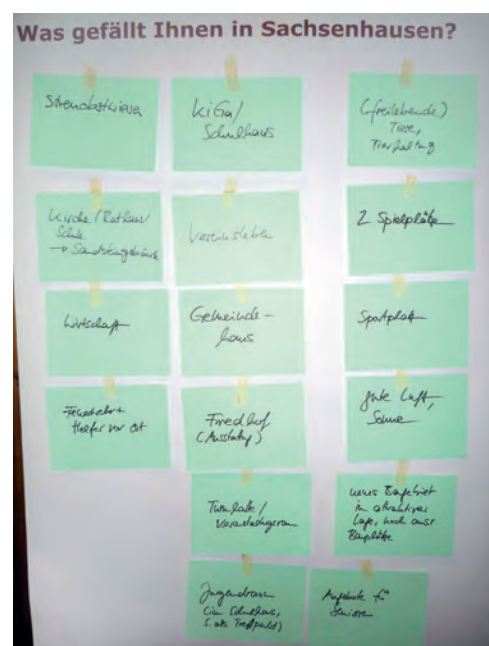 Was gefällt Ihnen in Sachsenhausen?
Streuobstwiesen
KiGa/
Schulhaus
(freilebende)
Tiere,
Tierhaltung
Kirche/Rathaus/
Schule
→ Sandsteingebäude
Vereinsleben
2 Spielplätze
Wirtschaft
Gemeinde-
haus
Sportplatz
Feuerwehr +
Helfer vor Ort
Friedhof
(Ausstattung)
gute Luft,
Sonne
Turnhalle/
Veranstaltungsraum
neues Baugebiet
in attraktiver
Lage, noch
Bauplätze
Jugendraum
(im Schulhaus,
als Treffpunkt)
Angebote für
Senioren